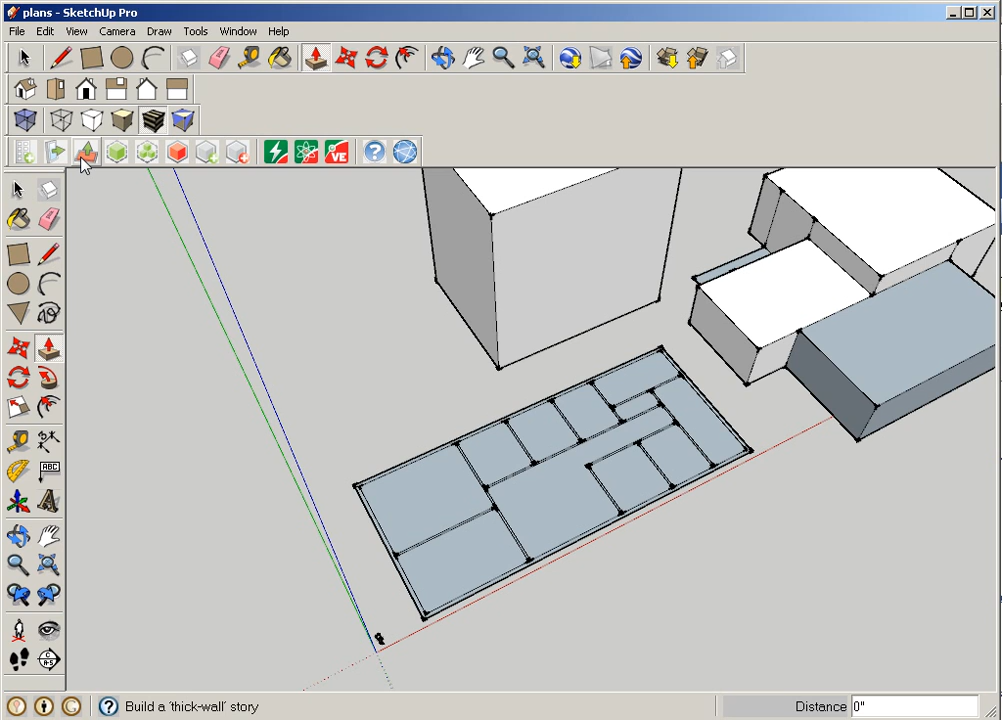 plans - SketchUp Pro
File Edit View Camera Draw Tools Window Help
VE
ABC
Build a 'thick-wall' story
Distance 0"